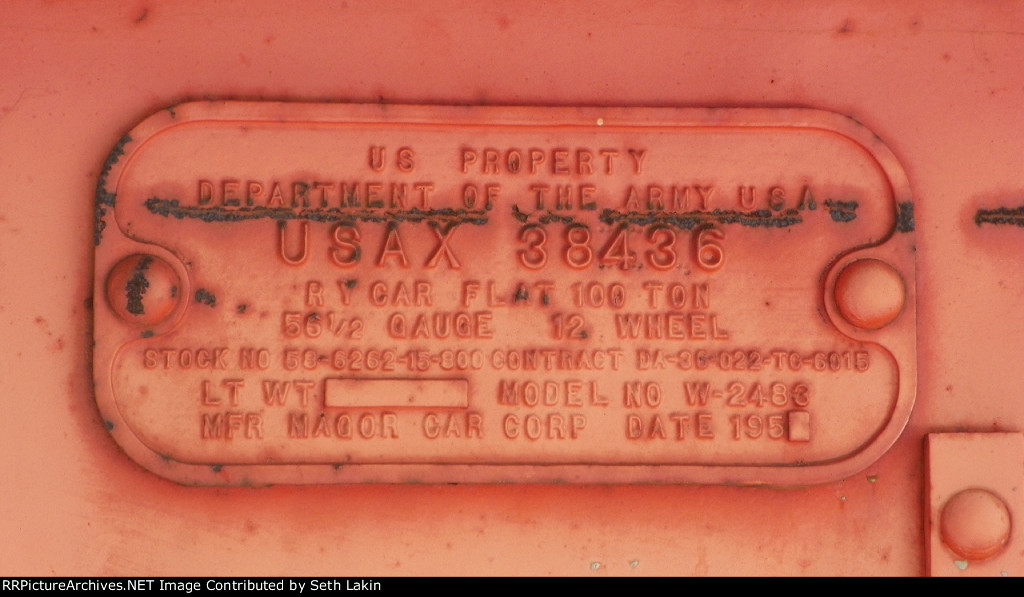 US PROPERTY
DEPARTMENT OF THE ARMY USA
USAX 38436
RY CAR FLAT 100 TON
56 1/2 GAUGE 12 WHEEL
STOCK NO 58-6262-15-800 CONTRACT DA-36-022-TC-6015
LT WT MODEL NO W-2483
MFR MAGOR CAR CORP DATE 195
RRPictureArchives.NET Image Contributed by Seth Lakin